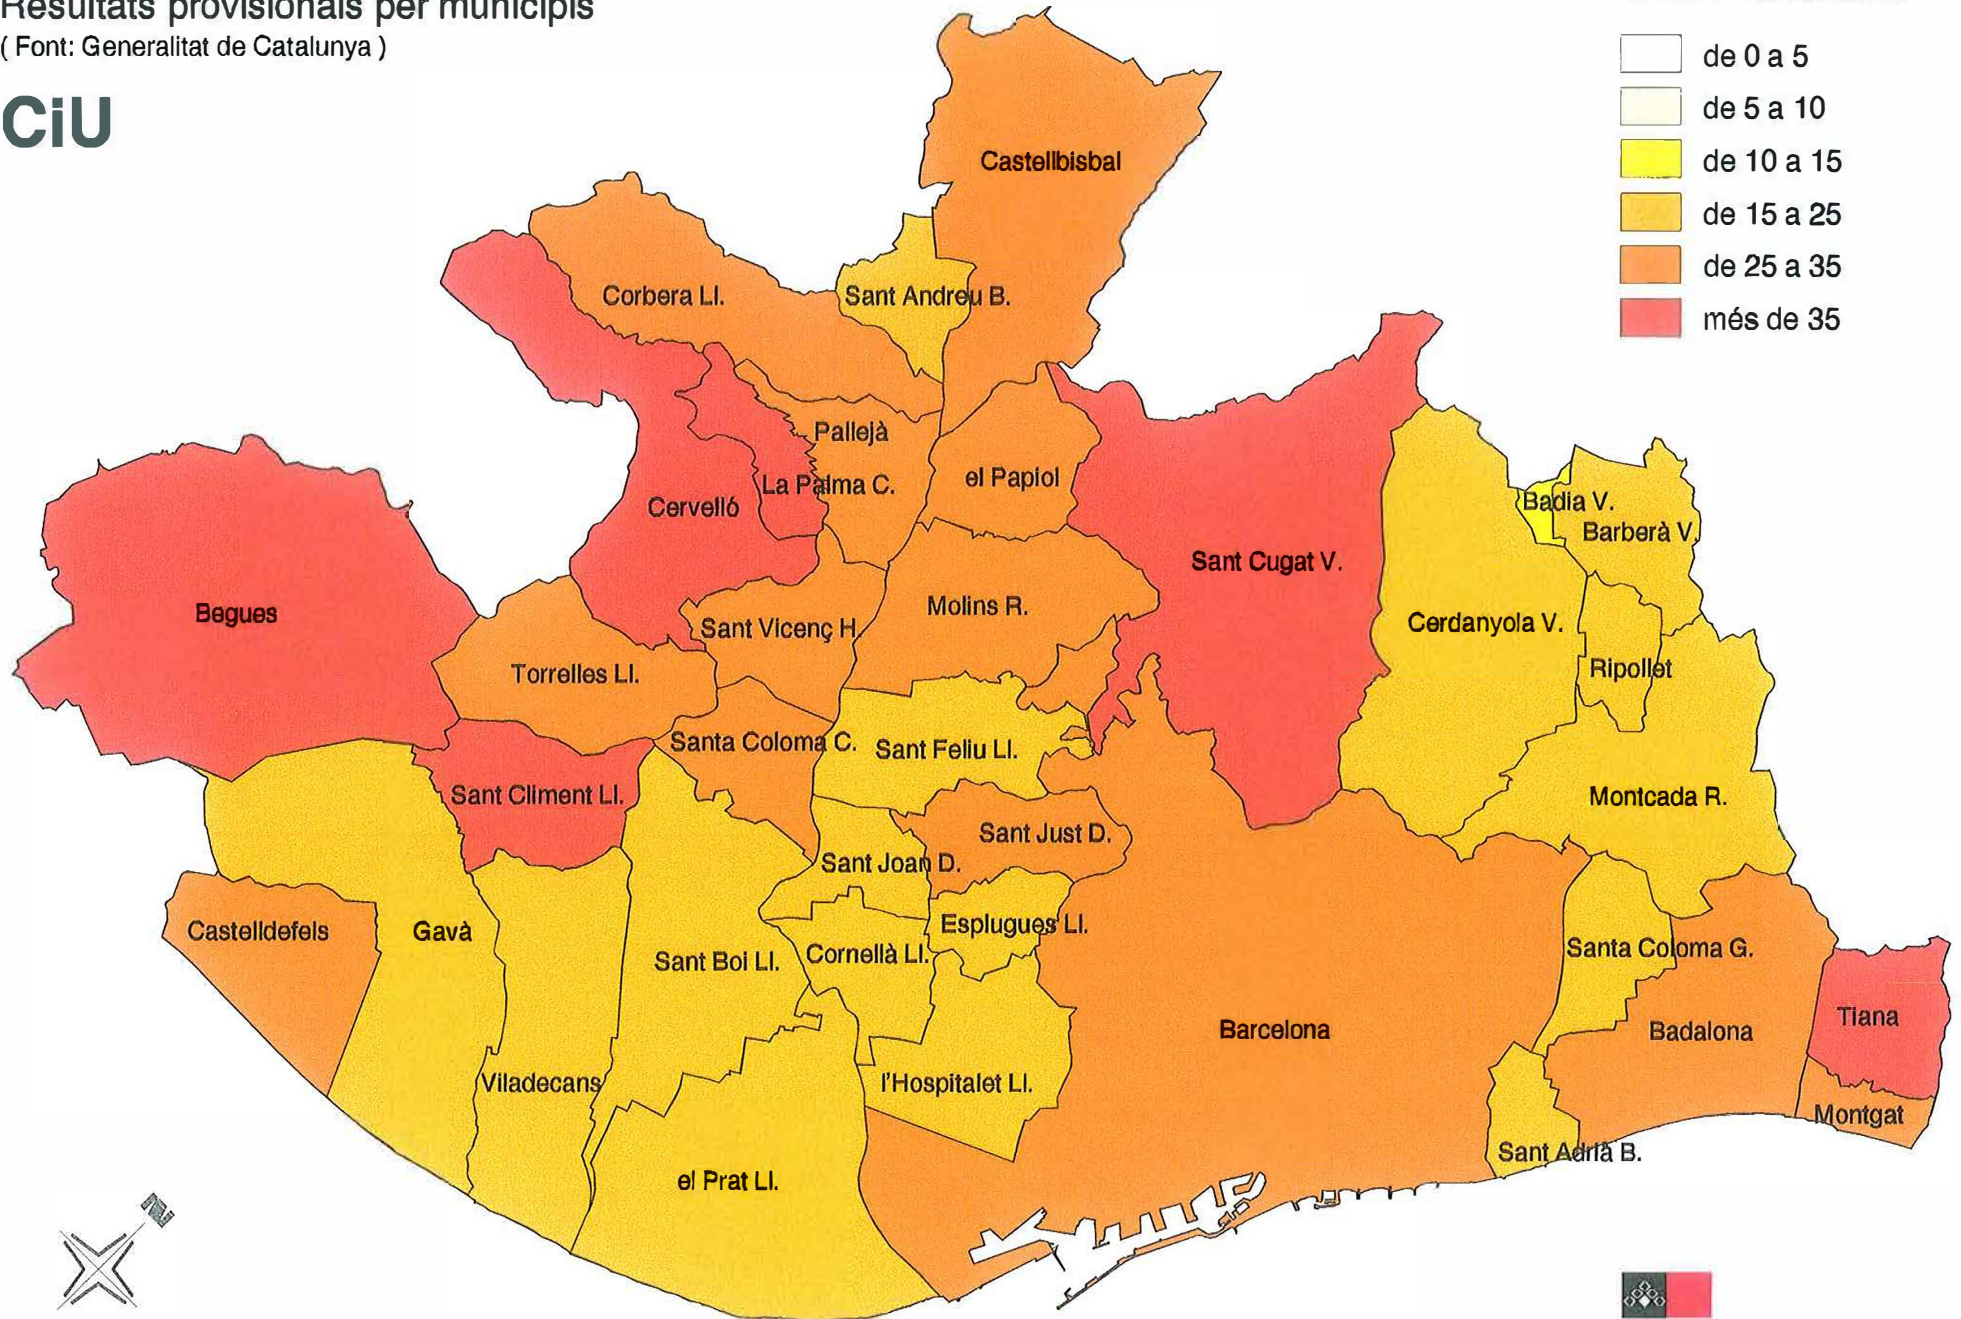 Resultats provisionals per municipis
( Font: Generalitat de Catalunya )
CiU
de 0 a 5
de 5 a 10
de 10 a 15
de 15 a 25
de 25 a 35
més de 35
Castellbisbal
Corbera Ll.
Sant Andreu B.
Pallejà
La Palma C.
el Papiol
Cervelló
Sant Cugat V.
Badia V.
Barberà V.
Begues
Sant Vicenç H.
Molins R.
Cerdanyola V.
Torrelles Ll.
Ripollet
Santa Coloma C.
Sant Feliu Ll.
Sant Climent Ll.
Montcada R.
Sant Just D.
Sant Joan D.
Castelldefels
Gavà
Esplugues Ll.
Sant Boi Ll.
Cornellà Ll.
Santa Coloma G.
Tiana
Barcelona
Badalona
Viladecans
l'Hospitalet Ll.
Montgat
Sant Adrià B.
el Prat Ll.
N